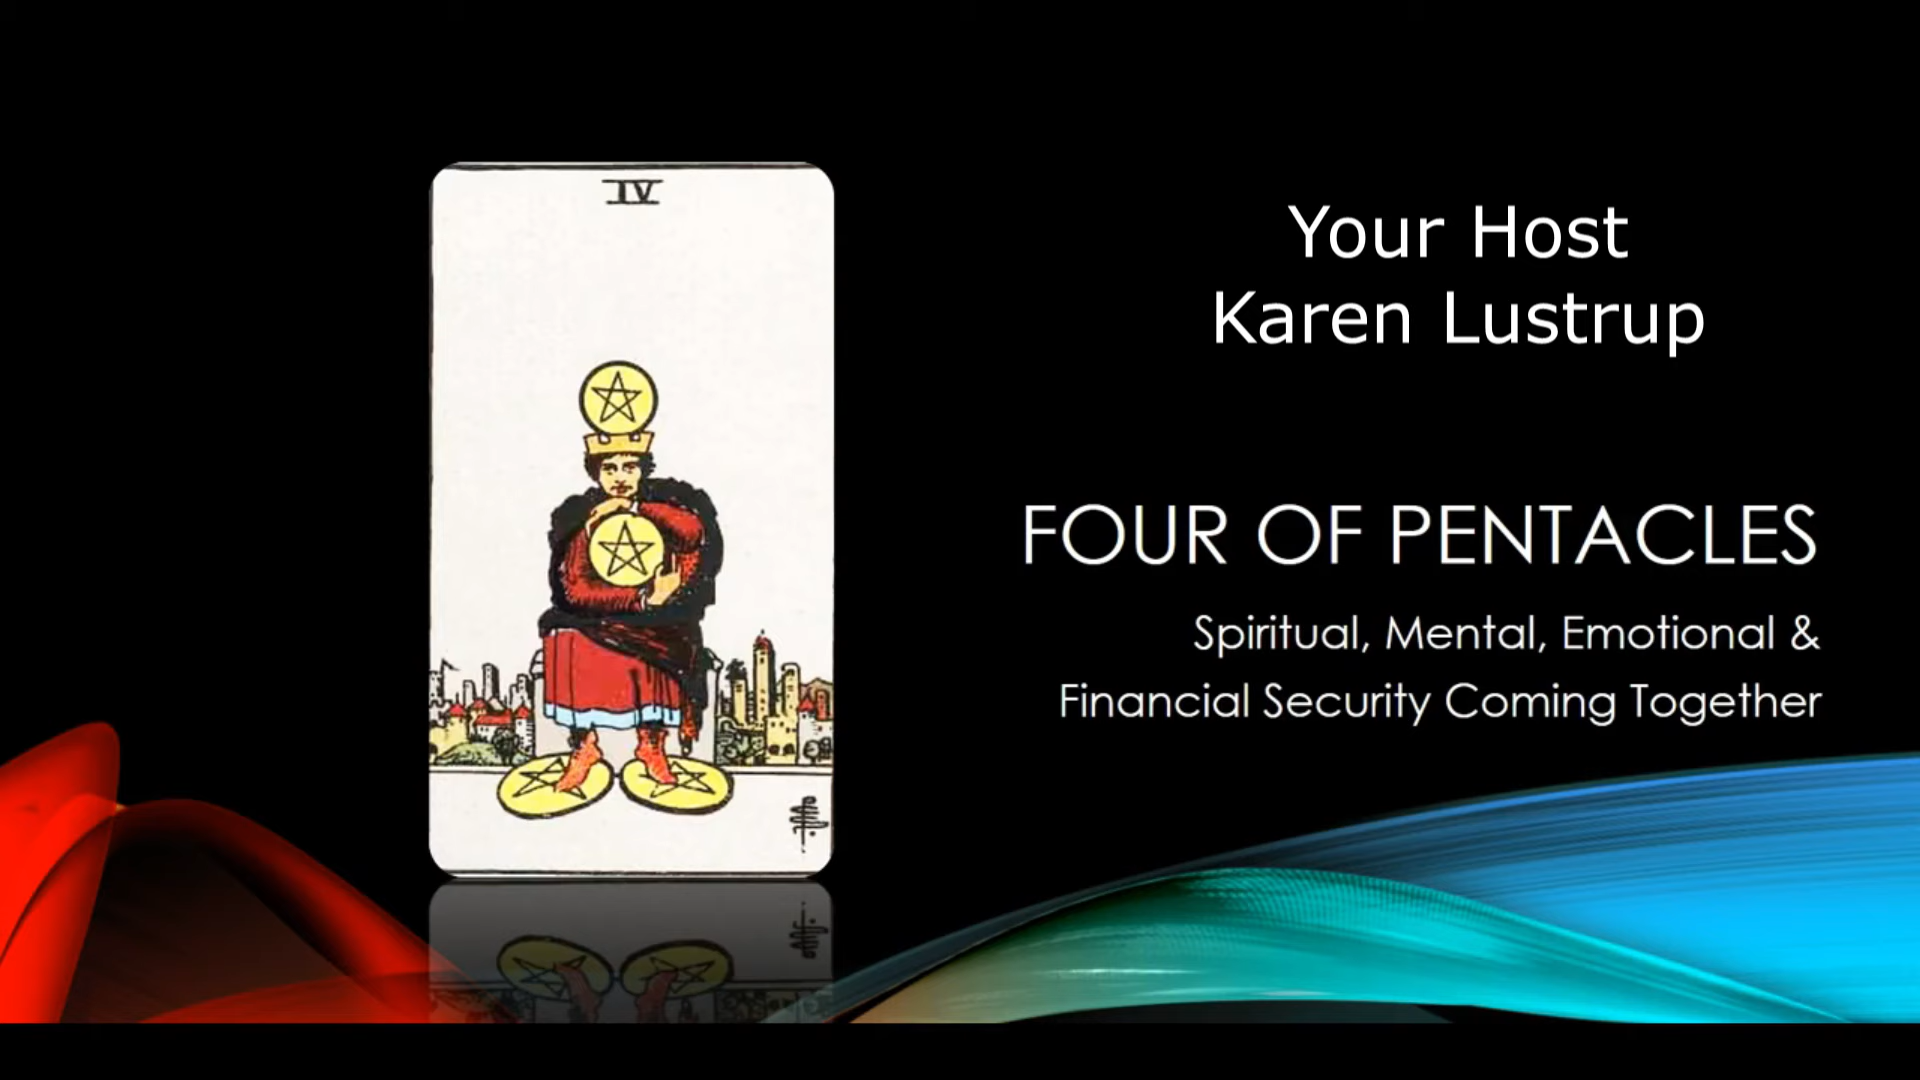 IV
Your Host
Karen Lustrup
FOUR OF PENTACLES
Spiritual, Mental, Emotional &
Financial Security Coming Together